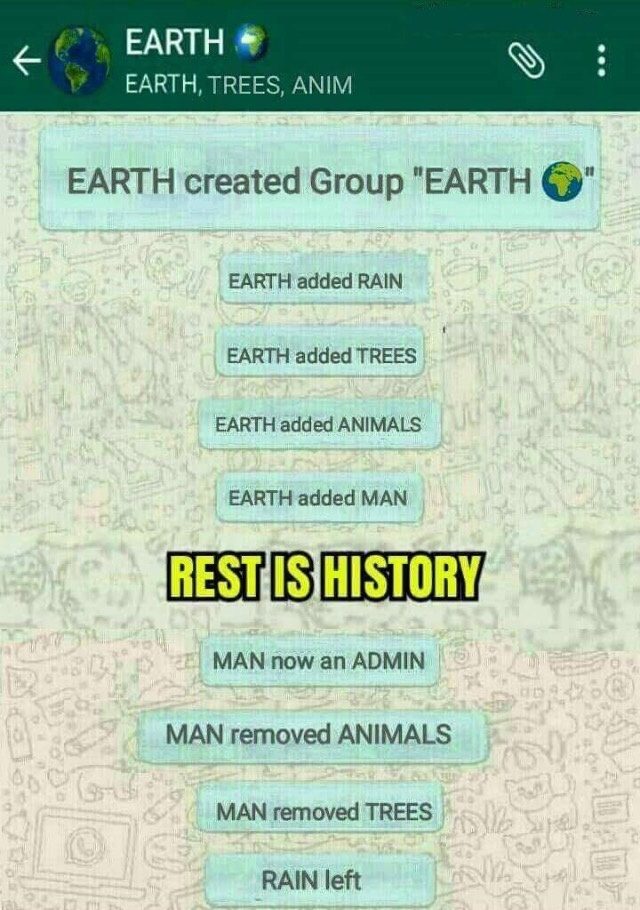 EARTH 🌍
EARTH, TREES, ANIM
EARTH created Group "EARTH 🌍"
EARTH added RAIN
EARTH added TREES
EARTH added ANIMALS
EARTH added MAN
REST IS HISTORY
MAN now an ADMIN
MAN removed ANIMALS
MAN removed TREES
RAIN left